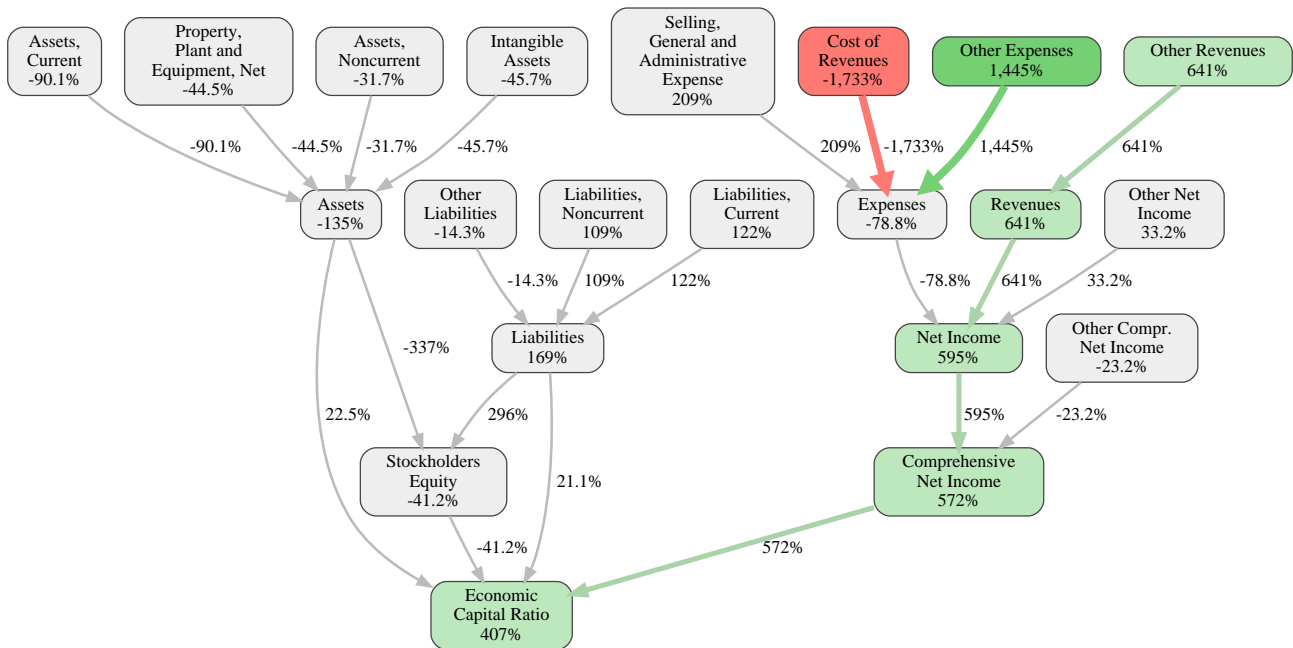 Assets,
Current
-90.1%
Property,
Plant and
Equipment, Net
-44.5%
Assets,
Noncurrent
-31.7%
Intangible
Assets
-45.7%
Selling,
General and
Administrative
Expense
209%
Cost of
Revenues
-1,733%
Other Expenses
1,445%
Other Revenues
641%
-90.1%
-44.5%
-31.7%
-45.7%
209%
-1,733%
1,445%
641%
Assets
-135%
Other
Liabilities
-14.3%
Liabilities,
Noncurrent
109%
Liabilities,
Current
122%
Expenses
-78.8%
Revenues
641%
Other Net
Income
33.2%
-14.3%
109%
122%
-78.8%
641%
33.2%
Liabilities
169%
Net Income
595%
Other Compr.
Net Income
-23.2%
-337%
22.5%
296%
595%
-23.2%
Stockholders
Equity
-41.2%
21.1%
Comprehensive
Net Income
572%
-41.2%
572%
Economic
Capital Ratio
407%